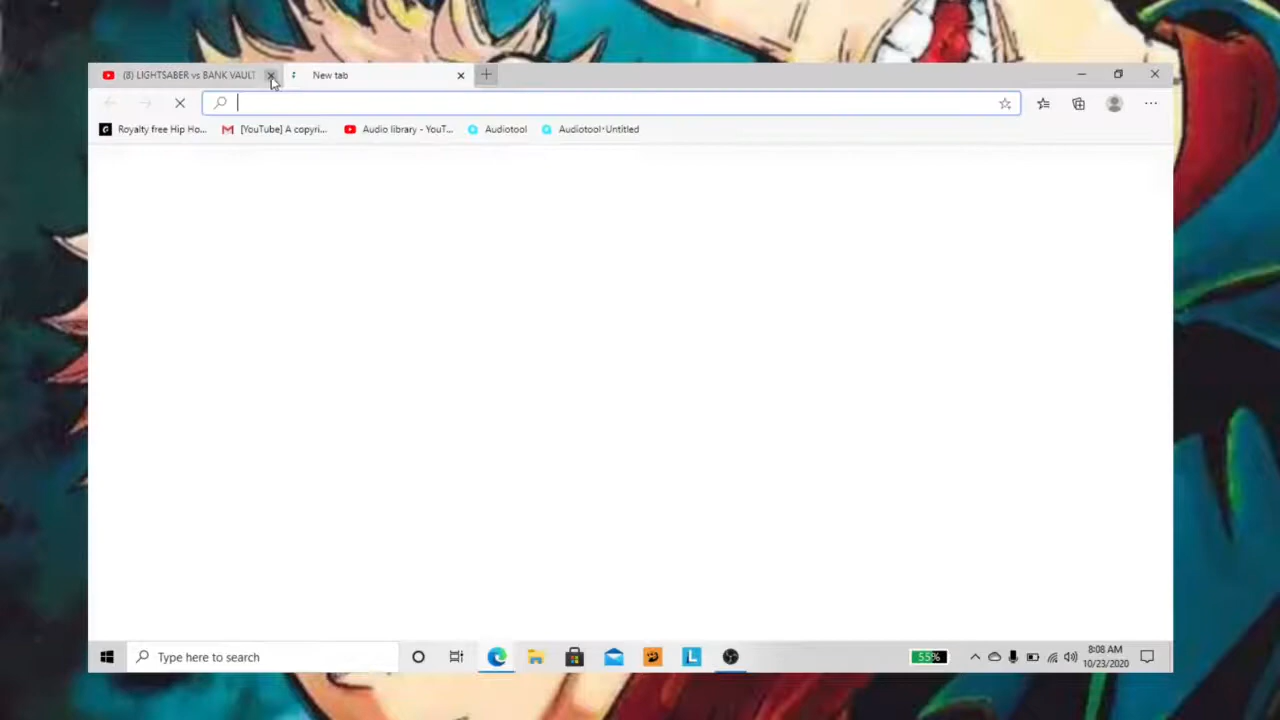 (8) LIGHTSABER vs BANK VAULT
New tab
Royalty free Hip Ho...
[YouTube] A copyri...
Audio library - YouT...
Audiotool
Audiotool·Untitled
Type here to search
L
55%
8:08 AM
10/23/2020